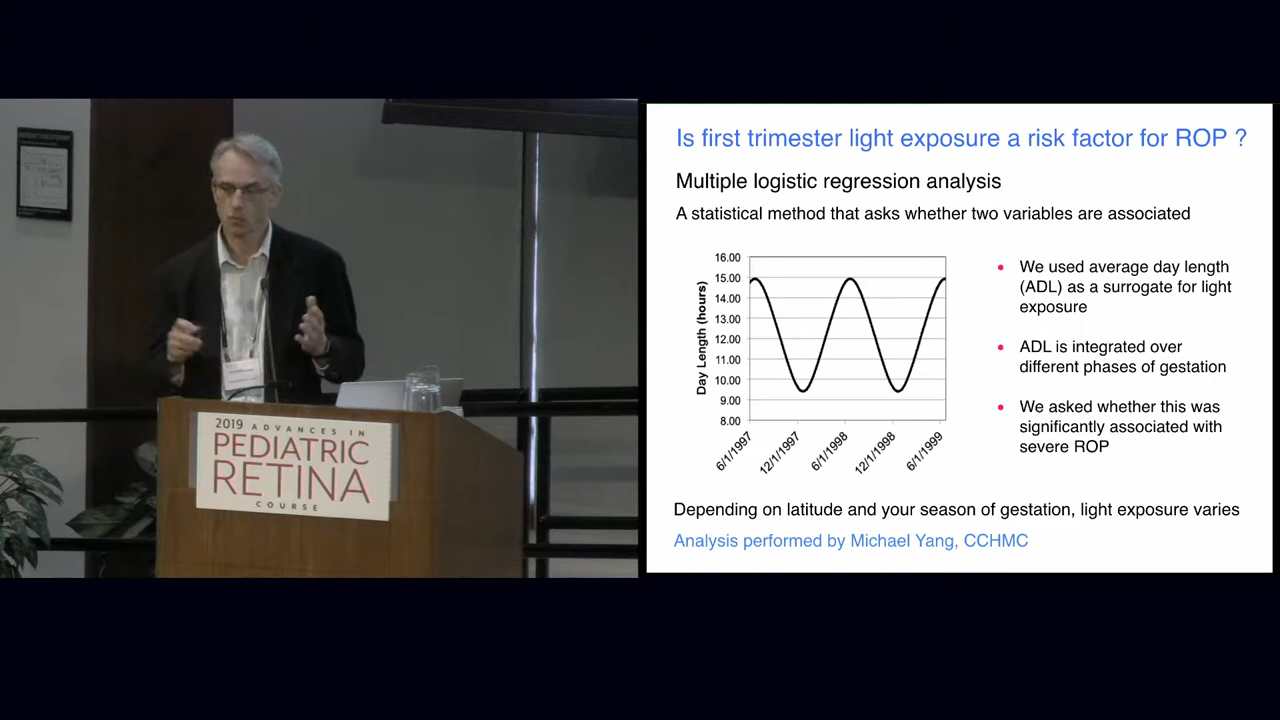 2019 ADVANCES IN
PEDIATRIC
RETINA
COURSE
Is first trimester light exposure a risk factor for ROP ?
Multiple logistic regression analysis
A statistical method that asks whether two variables are associated
Day Length (hours)
16.00
15.00
14.00
13.00
12.00
11.00
10.00
9.00
8.00
6/1/1997
12/1/1997
6/1/1998
12/1/1998
6/1/1999
• We used average day length
(ADL) as a surrogate for light
exposure
• ADL is integrated over
different phases of gestation
• We asked whether this was
significantly associated with
severe ROP
Depending on latitude and your season of gestation, light exposure varies
Analysis performed by Michael Yang, CCHMC